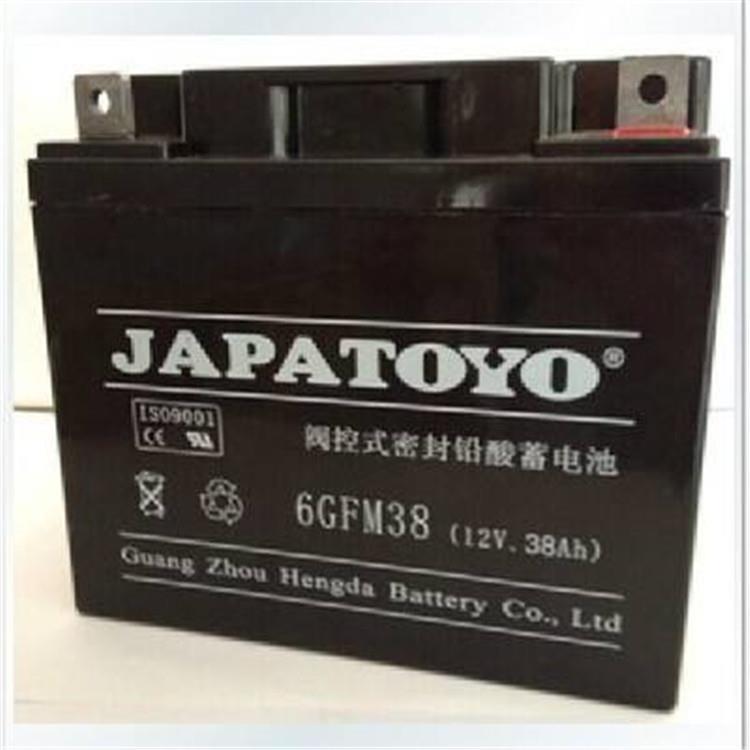 JAPATOYO®
ISO9001
CE UL
阀控式密封铅酸蓄电池
6GFM38 (12V.38Ah)
Guang Zhou Hengda Battery Co., Ltd